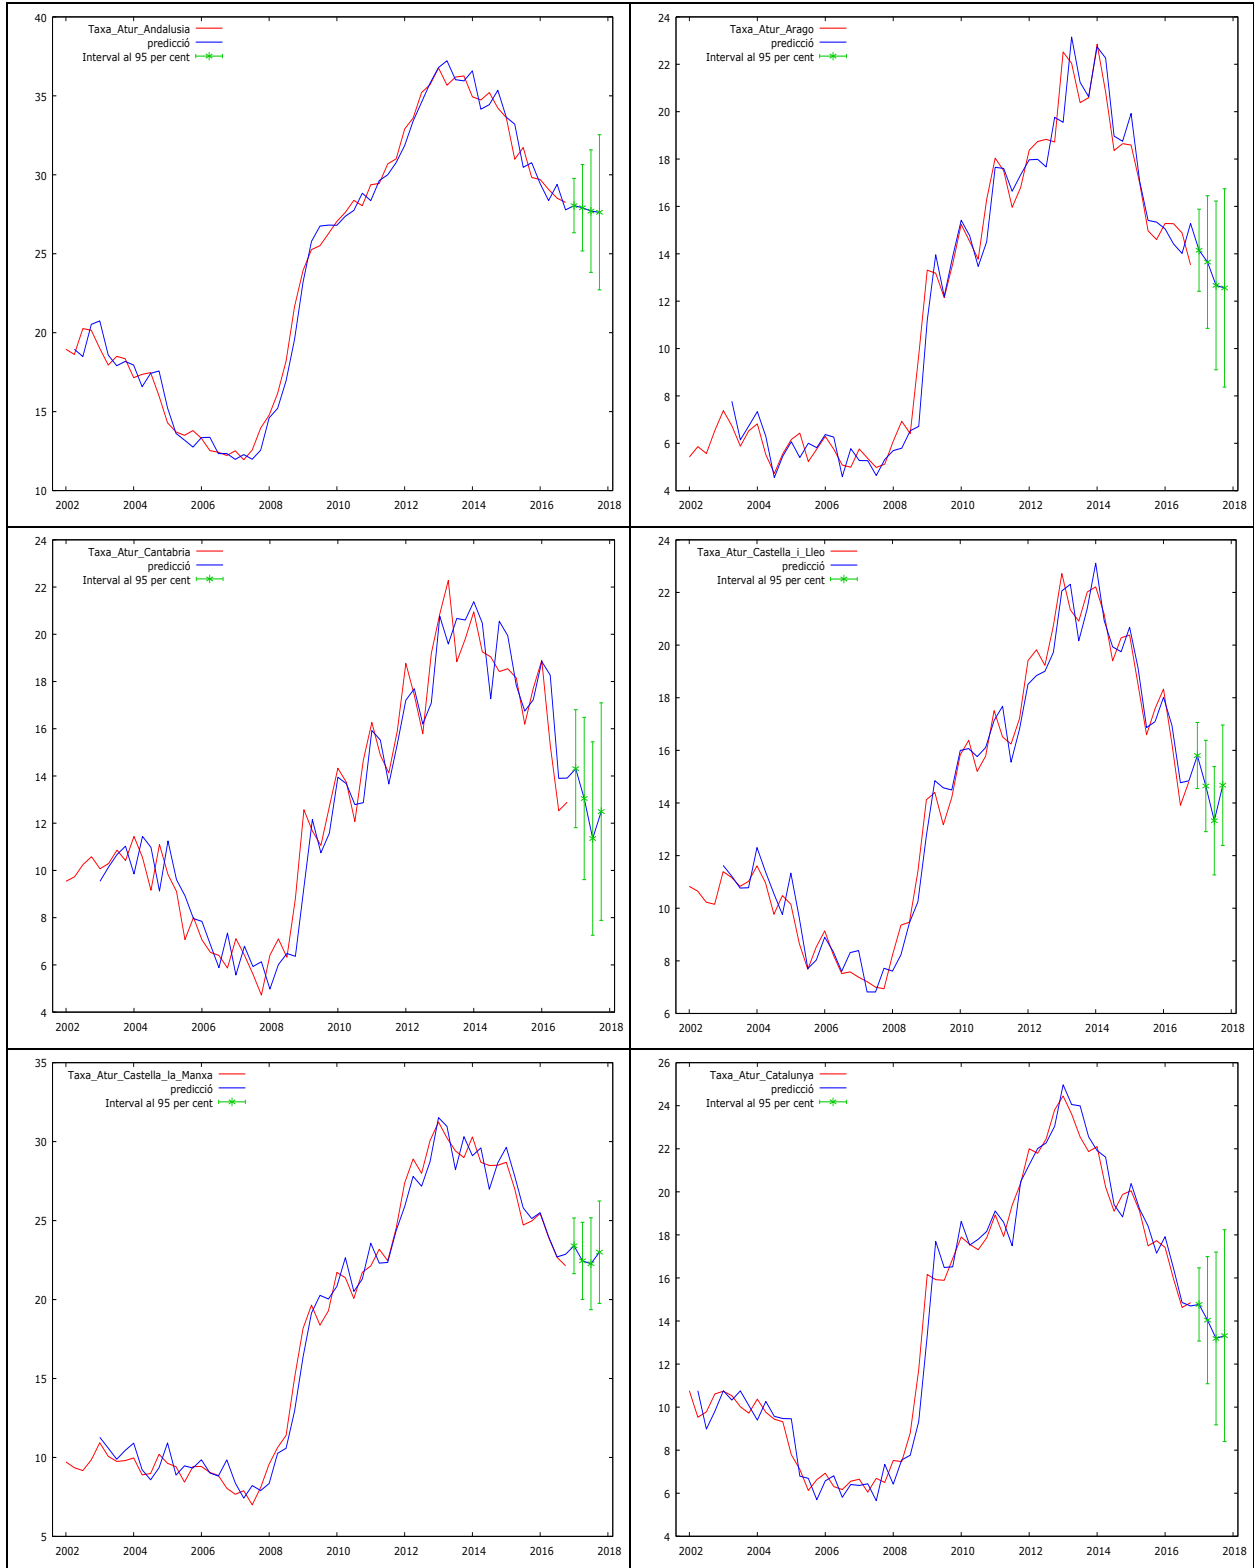 Taxa_Atur_Andalusia
predicció
Interval al 95 per cent
40
35
30
25
20
15
10
2002 2004 2006 2008 2010 2012 2014 2016 2018
Taxa_Atur_Arago
predicció
Interval al 95 per cent
24
22
20
18
16
14
12
10
8
6
4
2002 2004 2006 2008 2010 2012 2014 2016 2018
Taxa_Atur_Cantabria
predicció
Interval al 95 per cent
24
22
20
18
16
14
12
10
8
6
4
2002 2004 2006 2008 2010 2012 2014 2016 2018
Taxa_Atur_Castella_i_Lleo
predicció
Interval al 95 per cent
24
22
20
18
16
14
12
10
8
6
2002 2004 2006 2008 2010 2012 2014 2016 2018
Taxa_Atur_Castella_la_Manxa
predicció
Interval al 95 per cent
35
30
25
20
15
10
5
2002 2004 2006 2008 2010 2012 2014 2016 2018
Taxa_Atur_Catalunya
predicció
Interval al 95 per cent
26
24
22
20
18
16
14
12
10
8
6
4
2002 2004 2006 2008 2010 2012 2014 2016 2018